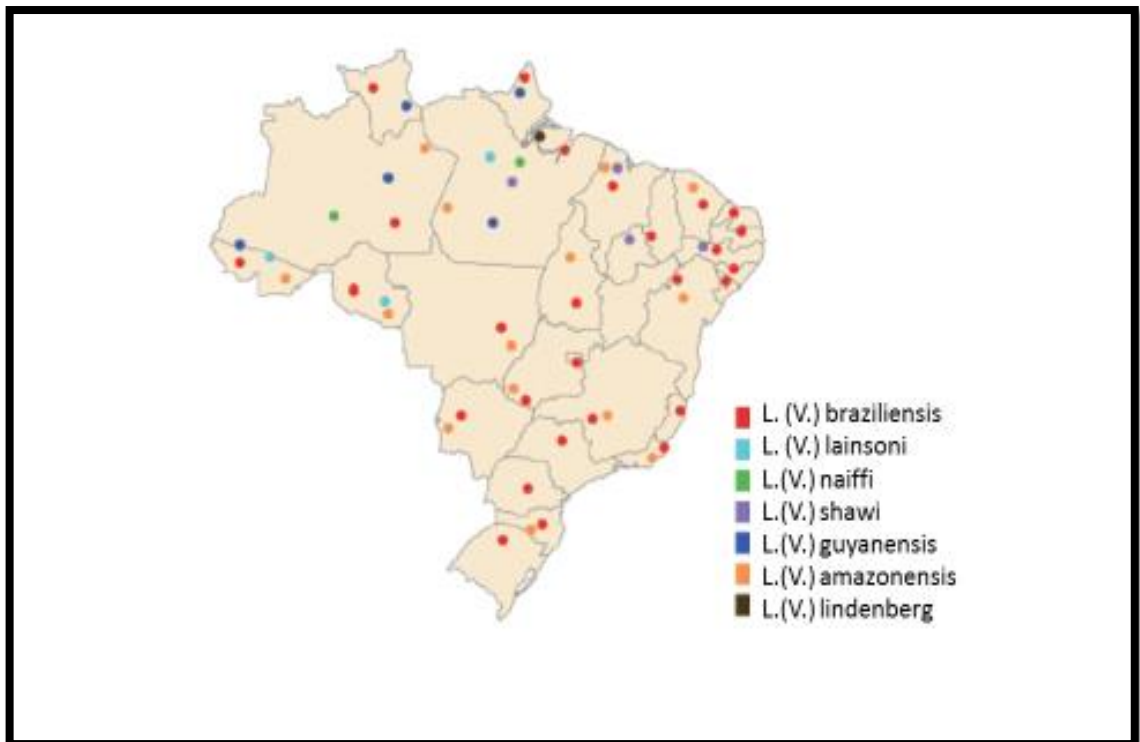 L. (V.) braziliensis
L. (V.) lainsoni
L.(V.) naiffi
L.(V.) shawi
L.(V.) guyanensis
L.(V.) amazonensis
L.(V.) lindenberg